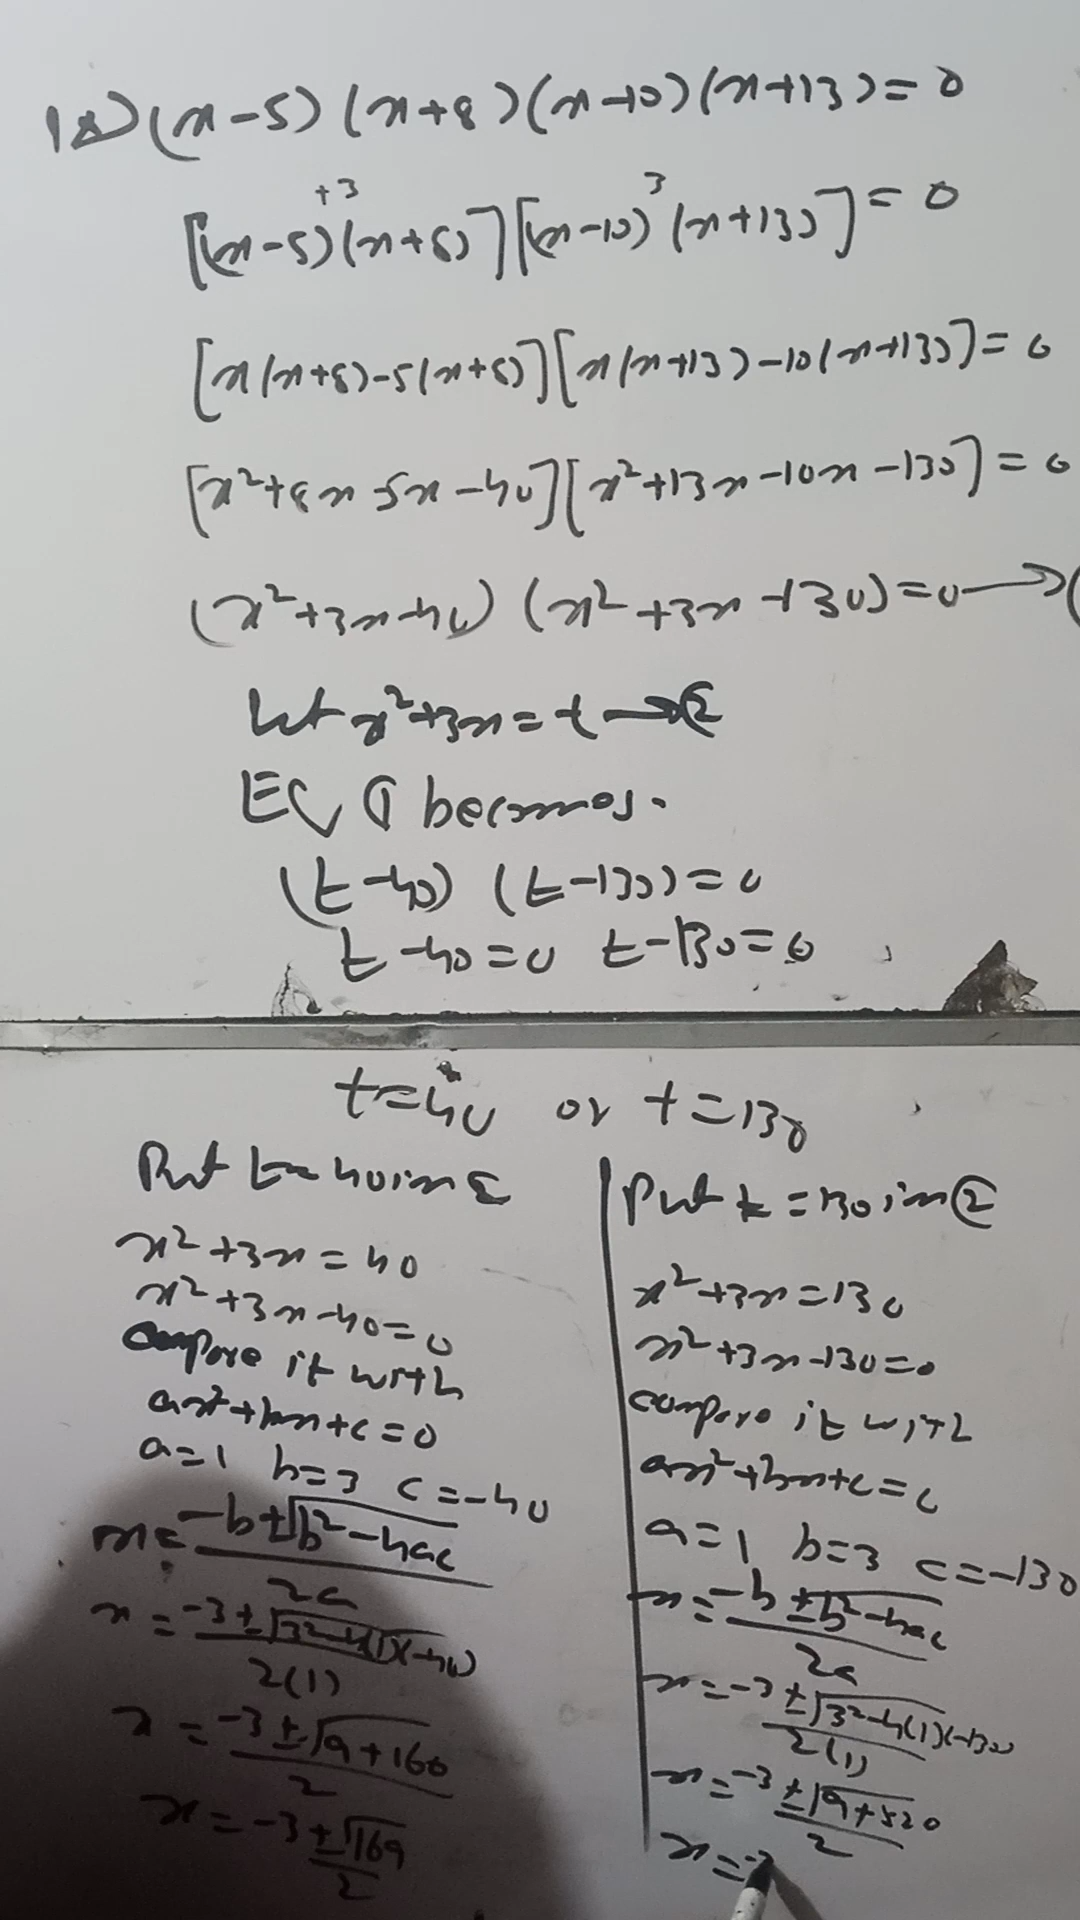 (x-5)(x+8)(x-10)(x+13)=0
+3 3
[(x-5)(x+8)][(x-10)(x+13)]=0
[x(x+8)-5(x+8)][x(x+13)-10(x+13)]=0
[x²+8x-5x-40][x²+13x-10x-130]=0
(x²+3x-40)(x²+3x-130)=0→(
let x²+3x=t→②
EQ ① becomes.
(t-40) (t-130)=0
t-40=0 t-130=0
t=40 or t=130
Put t=40 in ②
x²+3x=40
x²+3x-40=0
compare it with
ax²+bx+c=0
a=1 b=3 c=-40
x=-b±√b²-4ac
2a
x=-3±√3²-4(1)(-40)
2(1)
x=-3±√9+160
2
x=-3±√169
2
Put t=130 in ②
x²+3x=130
x²+3x-130=0
compare it with
ax²+bx+c=0
a=1 b=3 c=-130
x=-b±√b²-4ac
2a
x=-3±√3²-4(1)(-130)
2(1)
x=-3±√9+520
2
x=-3